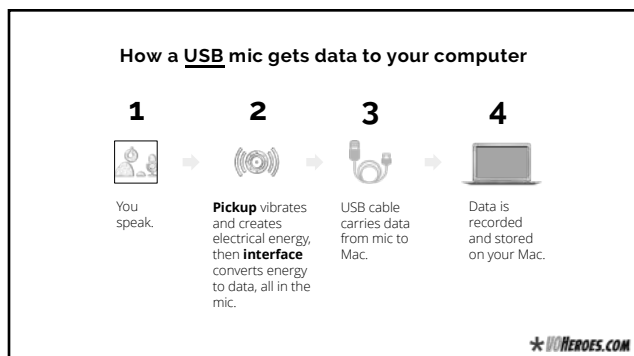 How a USB mic gets data to your computer
1
2
3
4
You
speak.
Pickup vibrates
and creates
electrical energy,
then interface
converts energy
to data, all in the
mic.
USB cable
carries data
from mic to
Mac.
Data is
recorded
and stored
on your Mac.
VOHEROES.COM